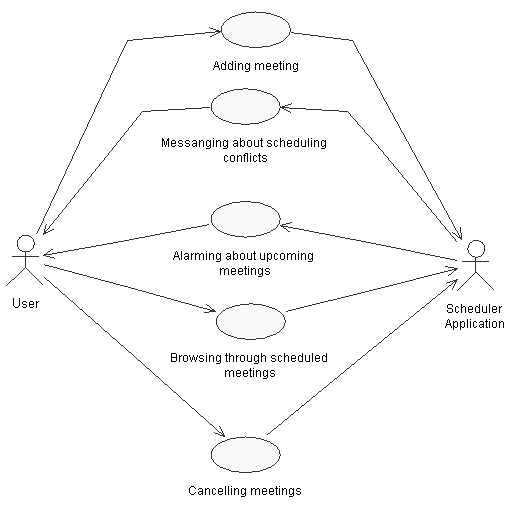 Adding meeting
Messanging about scheduling
conflicts
Alarming about upcoming
meetings
User
Scheduler
Application
Browsing through scheduled
meetings
Cancelling meetings